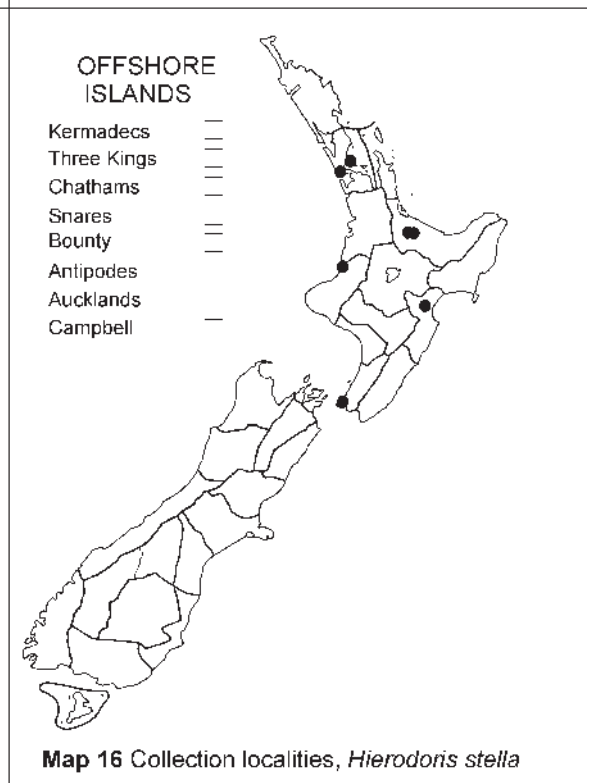 OFFSHORE
ISLANDS
Kermadecs
Three Kings
Chathams
Snares
Bounty
Antipodes
Aucklands
Campbell
Map 16 Collection localities, Hierodoris stella